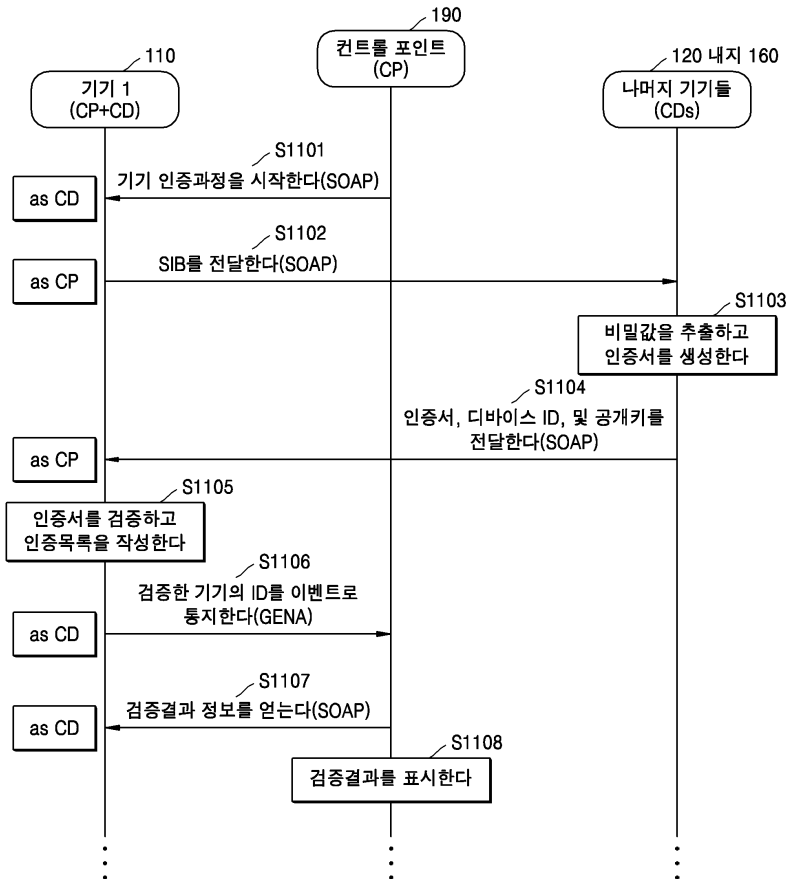 190
110
컨트롤 포인트
(CP)
120 내지 160
기기 1
(CP+CD)
나머지 기기들
(CDs)
S1101
기기 인증과정을 시작한다(SOAP)
as CD
S1102
SIB를 전달한다(SOAP)
as CP
S1103
비밀값을 추출하고
인증서를 생성한다
S1104
인증서, 디바이스 ID, 및 공개키를
전달한다(SOAP)
as CP
S1105
인증서를 검증하고
인증목록을 작성한다
S1106
검증한 기기의 ID를 이벤트로
통지한다(GENA)
as CD
S1107
검증결과 정보를 얻는다(SOAP)
as CD
S1108
검증결과를 표시한다